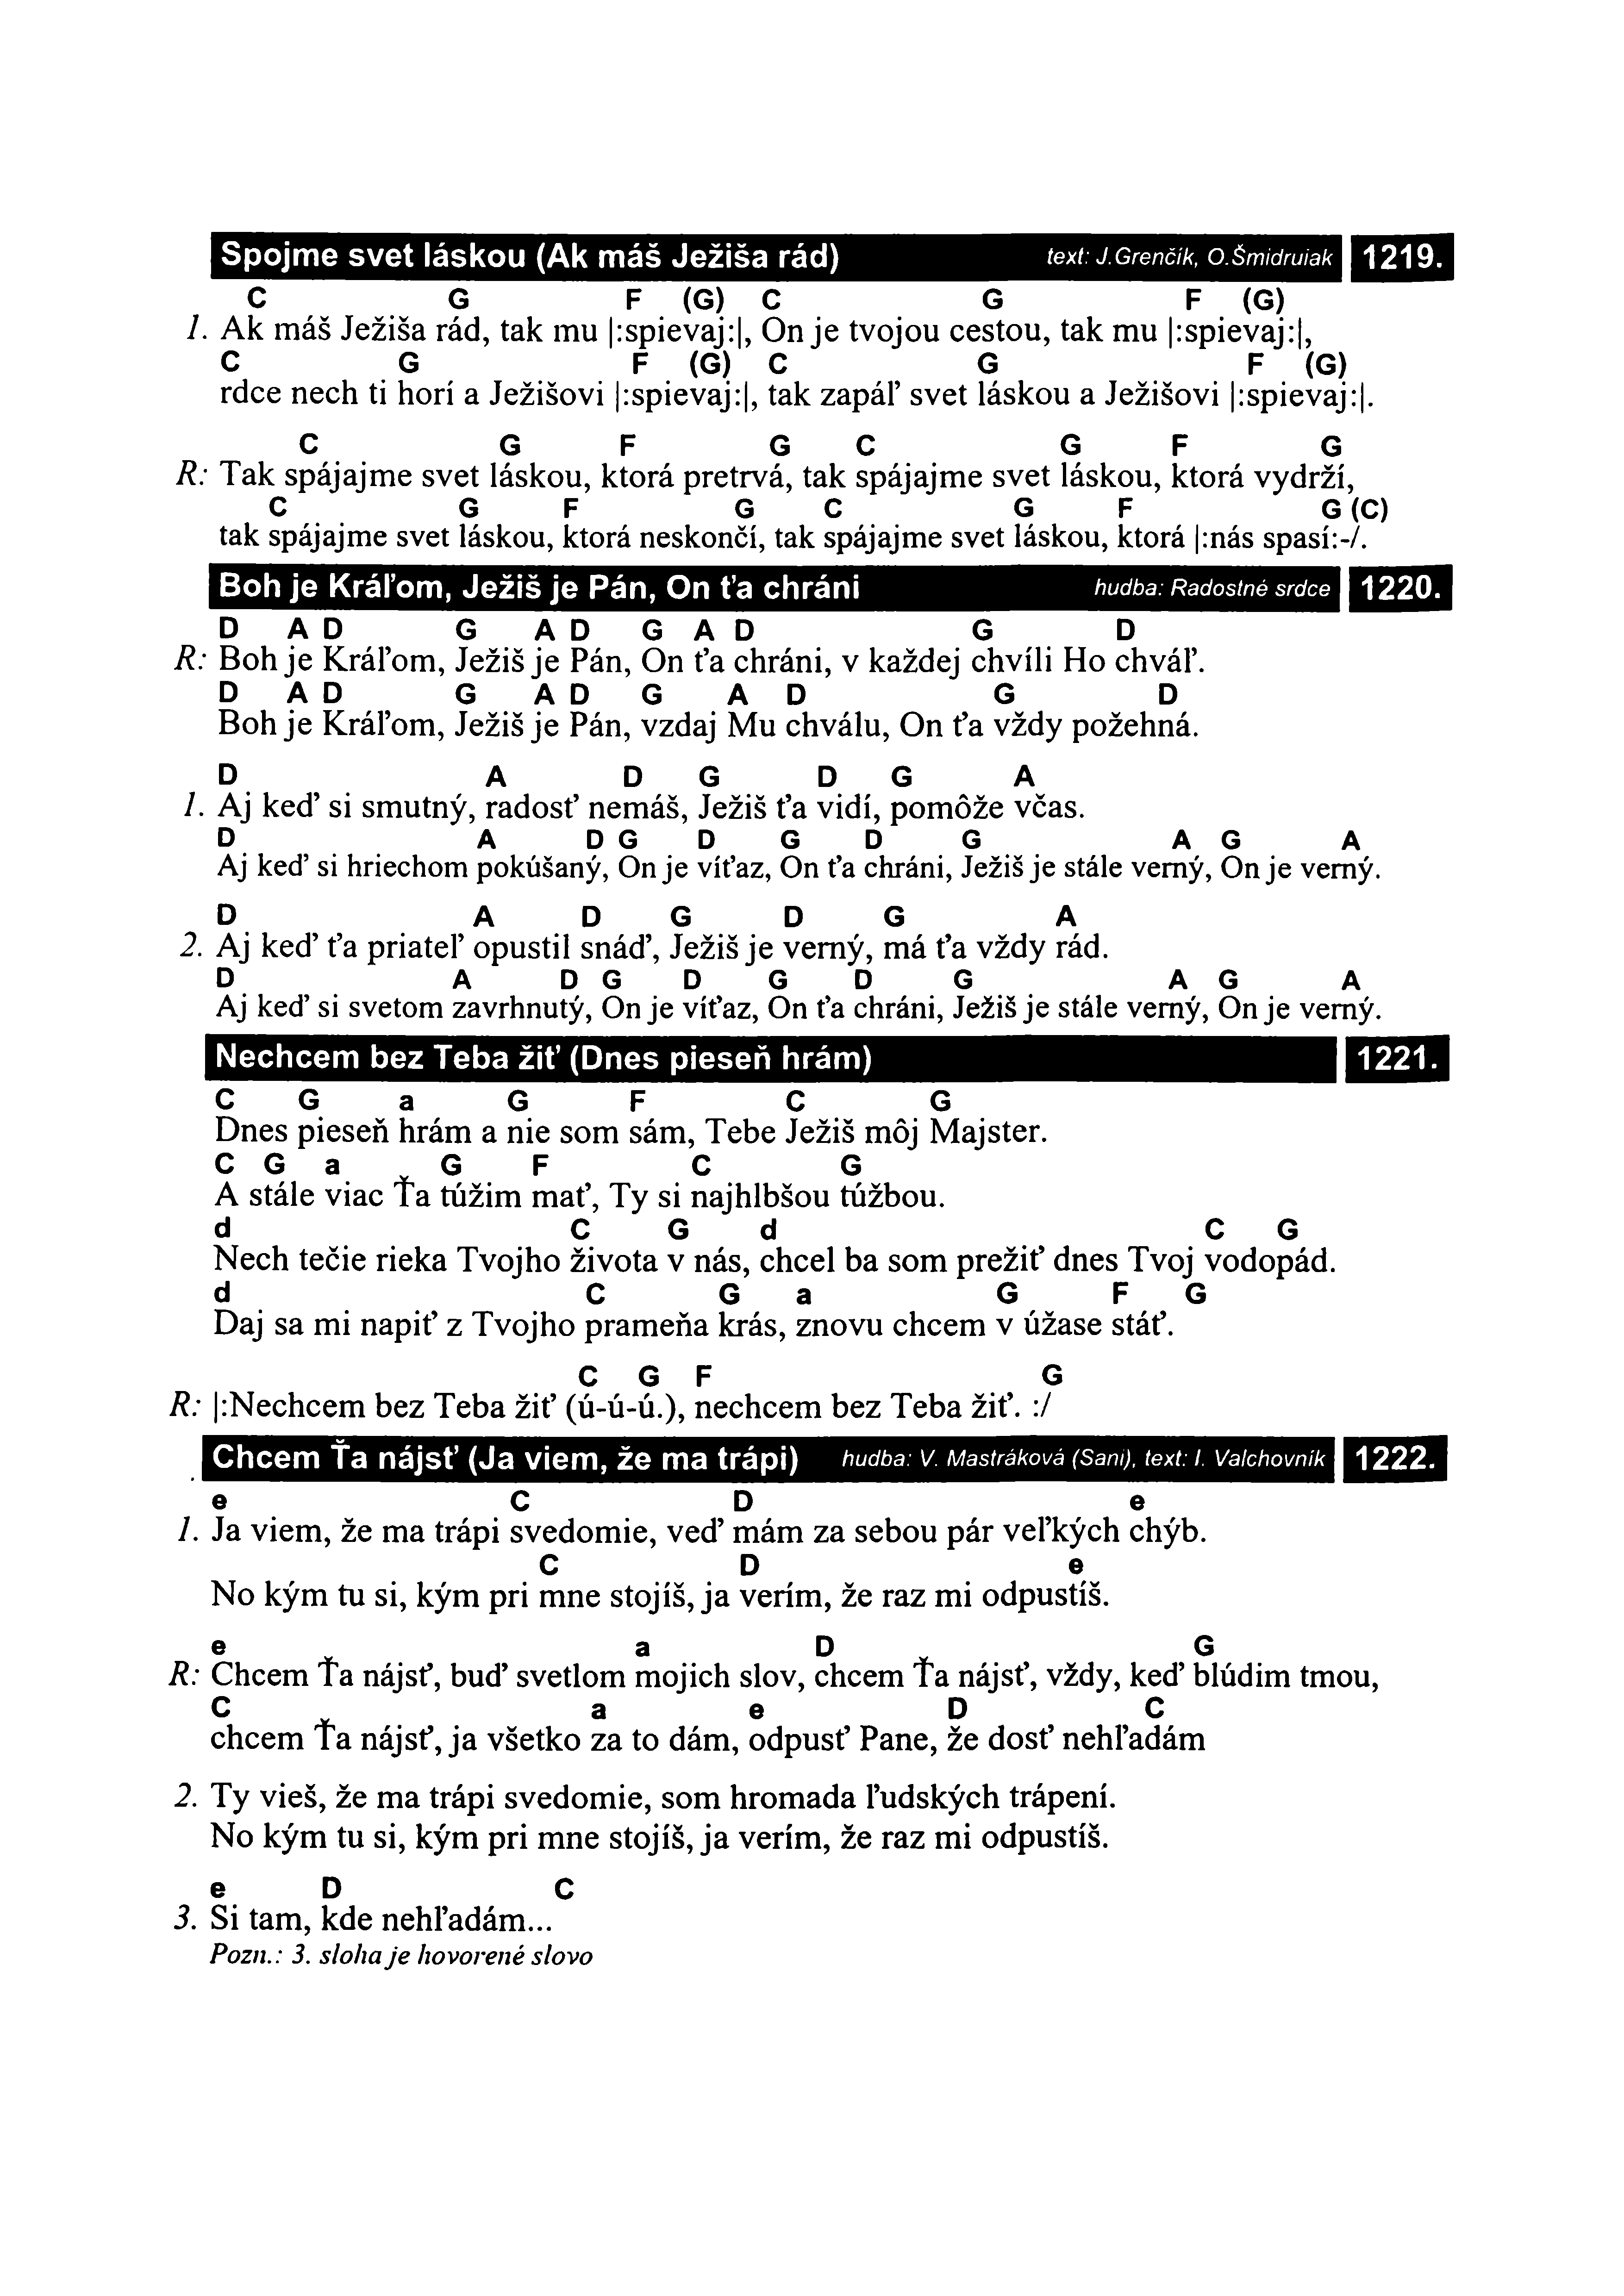 Spojme svet láskou (Ak máš Ježiša rád) text: J.Grenčík, O.Šmidruiak 1219.
C G F (G) C G F (G)
1. Ak máš Ježiša rád, tak mu |:spievaj:|, On je tvojou cestou, tak mu |:spievaj:|,
C G F (G) C G F (G)
rdce nech ti horí a Ježišovi |:spievaj:|, tak zapáľ svet láskou a Ježišovi |:spievaj:|.
C G F G C G F G
R: Tak spájajme svet láskou, ktorá pretrvá, tak spájajme svet láskou, ktorá vydrží,
C G F G C G F G (C)
tak spájajme svet láskou, ktorá neskončí, tak spájajme svet láskou, ktorá |:nás spasí:-/.
Boh je Kráľom, Ježiš je Pán, On ťa chráni hudba: Radostné srdce 1220.
D A D G A D G A D G D
R: Boh je Kráľom, Ježiš je Pán, On ťa chráni, v každej chvíli Ho chváľ.
D A D G A D G A D G D
Boh je Kráľom, Ježiš je Pán, vzdaj Mu chválu, On ťa vždy požehná.
D A D G D G A
1. Aj keď si smutný, radosť nemáš, Ježiš ťa vidí, pomôže včas.
D A D G D G D G A G A
Aj keď si hriechom pokúšaný, On je víťaz, On ťa chráni, Ježiš je stále verný, On je verný.
D A D G D G A
2. Aj keď ťa priateľ opustil snáď, Ježiš je verný, má ťa vždy rád.
D A D G D G D G A G A
Aj keď si svetom zavrhnutý, On je víťaz, On ťa chráni, Ježiš je stále verný, On je verný.
Nechcem bez Teba žiť (Dnes pieseň hrám) 1221.
C G a G F C G
Dnes pieseň hrám a nie som sám, Tebe Ježiš môj Majster.
C G a G F C G
A stále viac Ťa túžim mať, Ty si najhlbšou túžbou.
d C G d C G
Nech tečie rieka Tvojho života v nás, chcel ba som prežiť dnes Tvoj vodopád.
d C G a G F G
Daj sa mi napiť z Tvojho prameňa krás, znovu chcem v úžase stáť.
C G F G
R: |:Nechcem bez Teba žiť (ú-ú-ú.), nechcem bez Teba žiť. :/
Chcem Ťa nájsť (Ja viem, že ma trápi) hudba: V. Mastráková (Sani), text: I. Valchovník 1222.
e C D e
1. Ja viem, že ma trápi svedomie, veď mám za sebou pár veľkých chýb.
C D e
No kým tu si, kým pri mne stojíš, ja verím, že raz mi odpustíš.
e a D G
R: Chcem Ťa nájsť, buď svetlom mojich slov, chcem Ťa nájsť, vždy, keď blúdim tmou,
C a e D C
chcem Ťa nájsť, ja všetko za to dám, odpusť Pane, že dosť nehľadám
2. Ty vieš, že ma trápi svedomie, som hromada ľudských trápení.
No kým tu si, kým pri mne stojíš, ja verím, že raz mi odpustíš.
e D C
3. Si tam, kde nehľadám...
Pozn.: 3. sloha je hovorené slovo